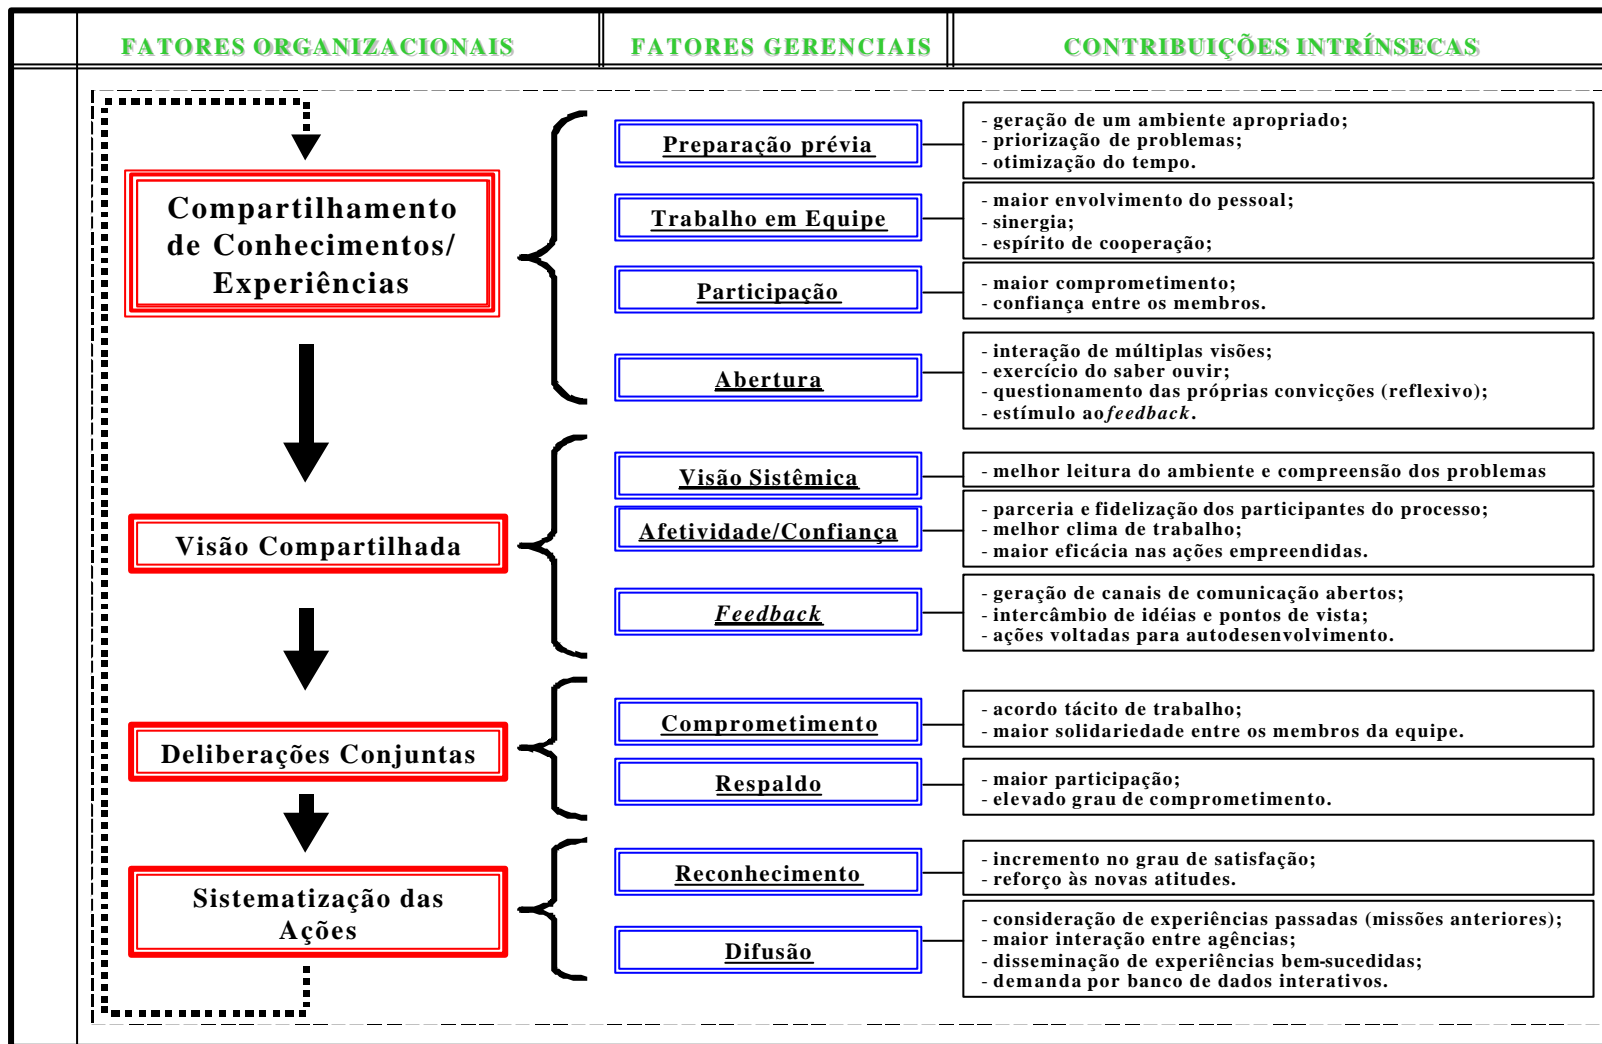 FATORES ORGANIZACIONAIS
FATORES GERENCIAIS
CONTRIBUIÇÕES INTRÍNSECAS
Compartilhamento
de Conhecimentos/
Experiências
Preparação prévia
- geração de um ambiente apropriado;
- priorização de problemas;
- otimização do tempo.
Trabalho em Equipe
- maior envolvimento do pessoal;
- sinergia;
- espírito de cooperação;
Participação
- maior comprometimento;
- confiança entre os membros.
Abertura
- interação de múltiplas visões;
- exercício do saber ouvir;
- questionamento das próprias convicções (reflexivo);
- estímulo ao feedback.
Visão Compartilhada
Visão Sistêmica
- melhor leitura do ambiente e compreensão dos problemas
Afetividade/Confiança
- parceria e fidelização dos participantes do processo;
- melhor clima de trabalho;
- maior eficácia nas ações empreendidas.
Feedback
- geração de canais de comunicação abertos;
- intercâmbio de idéias e pontos de vista;
- ações voltadas para autodesenvolvimento.
Deliberações Conjuntas
Comprometimento
- acordo tácito de trabalho;
- maior solidariedade entre os membros da equipe.
Respaldo
- maior participação;
- elevado grau de comprometimento.
Sistematização das
Ações
Reconhecimento
- incremento no grau de satisfação;
- reforço às novas atitudes.
Difusão
- consideração de experiências passadas (missões anteriores);
- maior interação entre agências;
- disseminação de experiências bem-sucedidas;
- demanda por banco de dados interativos.